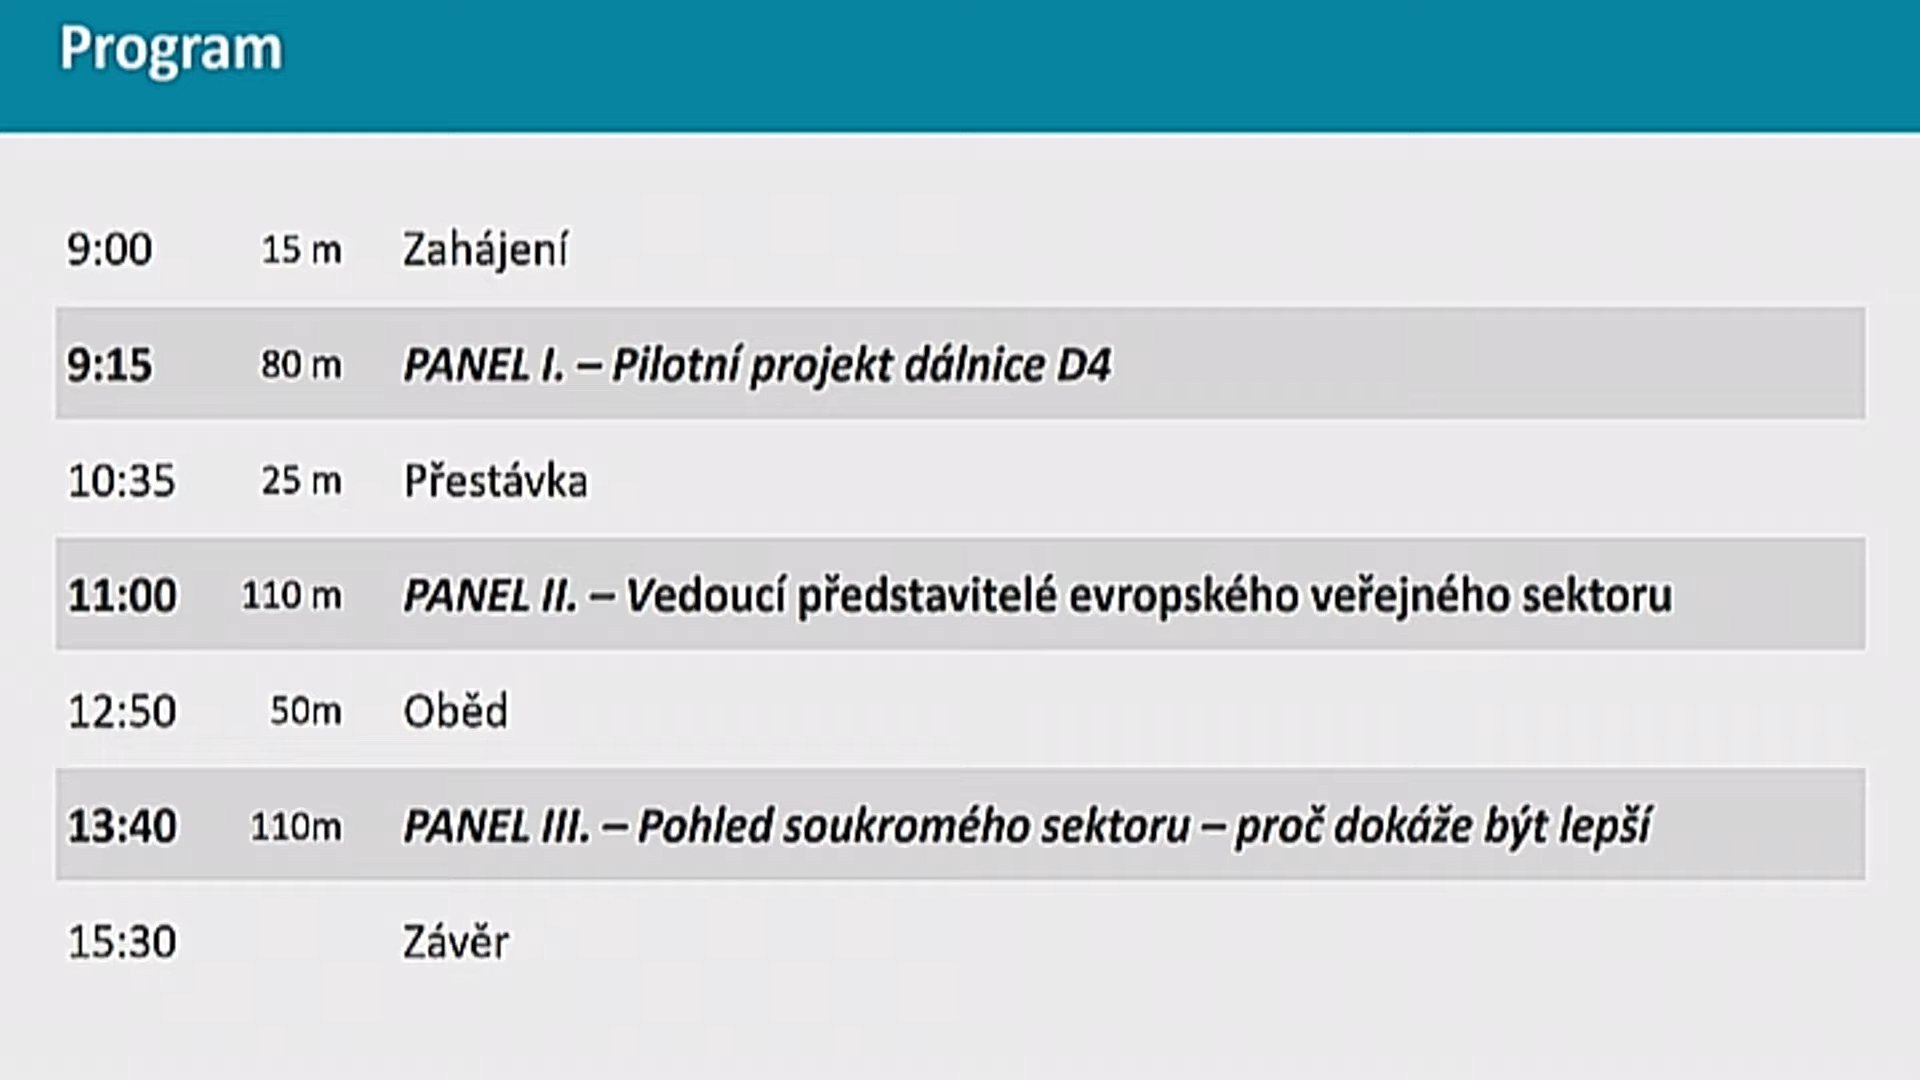 Program
9:00 15 m Zahájení
9:15 80 m PANEL I. – Pilotní projekt dálnice D4
10:35 25 m Přestávka
11:00 110 m PANEL II. – Vedoucí představitelé evropského veřejného sektoru
12:50 50m Oběd
13:40 110m PANEL III. – Pohled soukromého sektoru – proč dokáže být lepší
15:30 Závěr